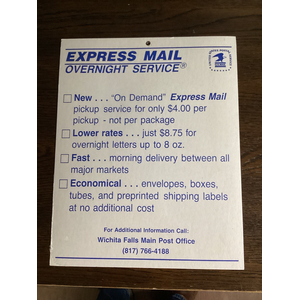 EXPRESS MAIL
OVERNIGHT SERVICE®
New . . . “On Demand” Express Mail
pickup service for only $4.00 per
pickup - not per package
Lower rates . . . just $8.75 for
overnight letters up to 8 oz.
Fast . . . morning delivery between all
major markets
Economical . . . envelopes, boxes,
tubes, and preprinted shipping labels
at no additional cost
For Additional Information Call:
Wichita Falls Main Post Office
(817) 766-4188